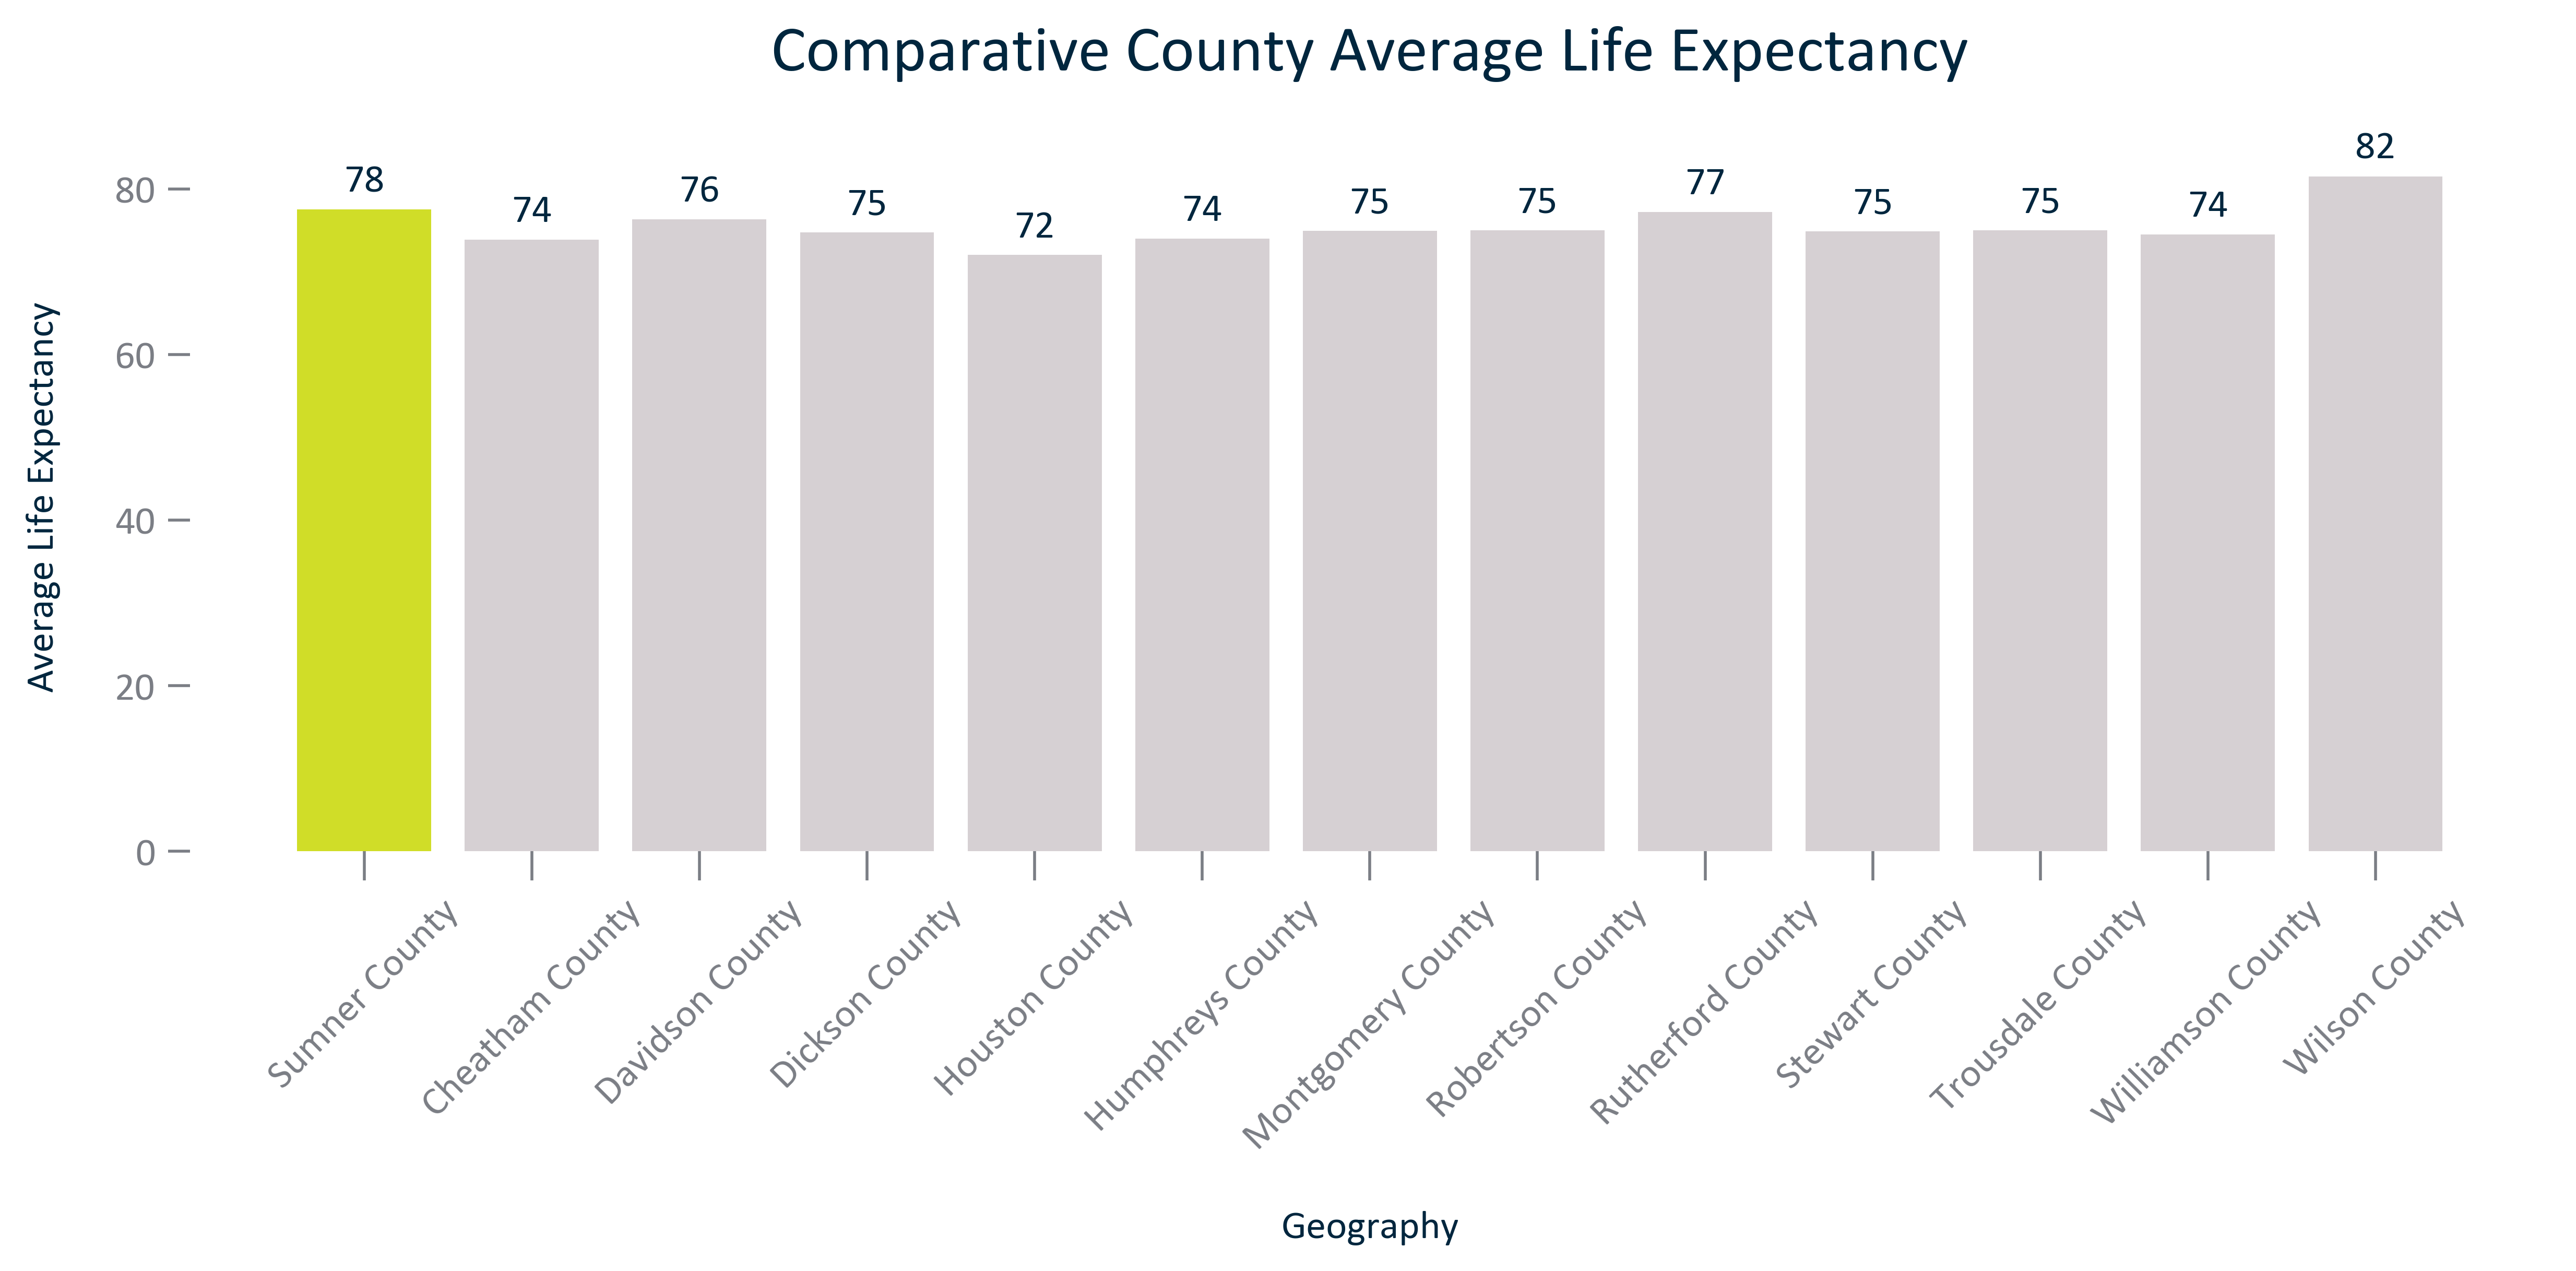 Comparative County Average Life Expectancy
Average Life Expectancy
80
60
40
20
0
78
74
76
75
72
74
75
75
77
75
75
74
82
Sumner County
Cheatham County
Davidson County
Dickson County
Houston County
Humphreys County
Montgomery County
Robertson County
Rutherford County
Stewart County
Trousdale County
Williamson County
Wilson County
Geography